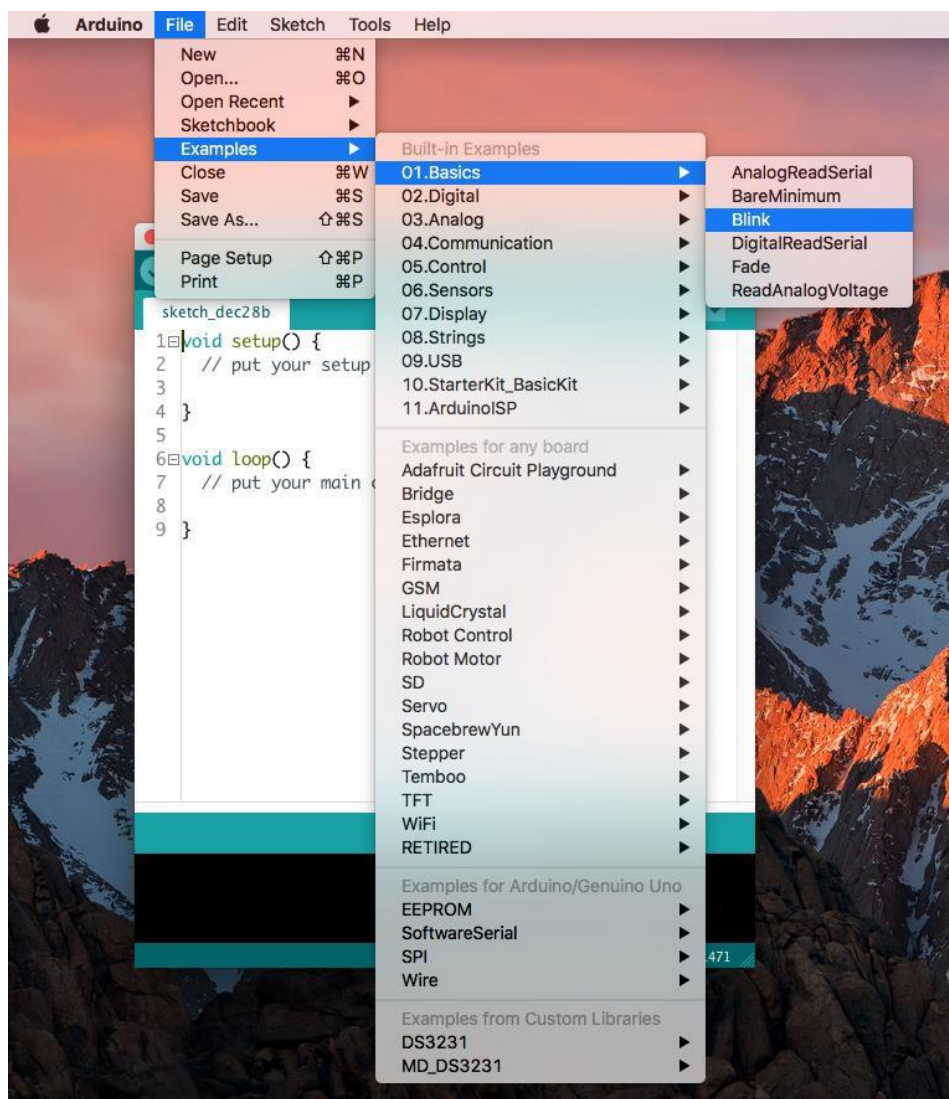 Arduino File Edit Sketch Tools Help
New ⌘N
Open... ⌘O
Open Recent ▶
Sketchbook ▶
Examples ▶
Close ⌘W
Save ⌘S
Save As... ⇧⌘S
Page Setup ⇧⌘P
Print ⌘P
Built-in Examples
01.Basics ▶
02.Digital ▶
03.Analog ▶
04.Communication ▶
05.Control ▶
06.Sensors ▶
07.Display ▶
08.Strings ▶
09.USB ▶
10.StarterKit_BasicKit ▶
11.ArduinoISP ▶
Examples for any board
Adafruit Circuit Playground ▶
Bridge ▶
Esplora ▶
Ethernet ▶
Firmata ▶
GSM ▶
LiquidCrystal ▶
Robot Control ▶
Robot Motor ▶
SD ▶
Servo ▶
SpacebrewYun ▶
Stepper ▶
Temboo ▶
TFT ▶
WiFi ▶
RETIRED ▶
Examples for Arduino/Genuino Uno
EEPROM ▶
SoftwareSerial ▶
SPI ▶
Wire ▶
Examples from Custom Libraries
DS3231 ▶
MD_DS3231 ▶
AnalogReadSerial
BareMinimum
Blink
DigitalReadSerial
Fade
ReadAnalogVoltage
sketch_dec28b
1 void setup() {
2 // put your setup
3
4 }
5
6 void loop() {
7 // put your main
8
9 }
471